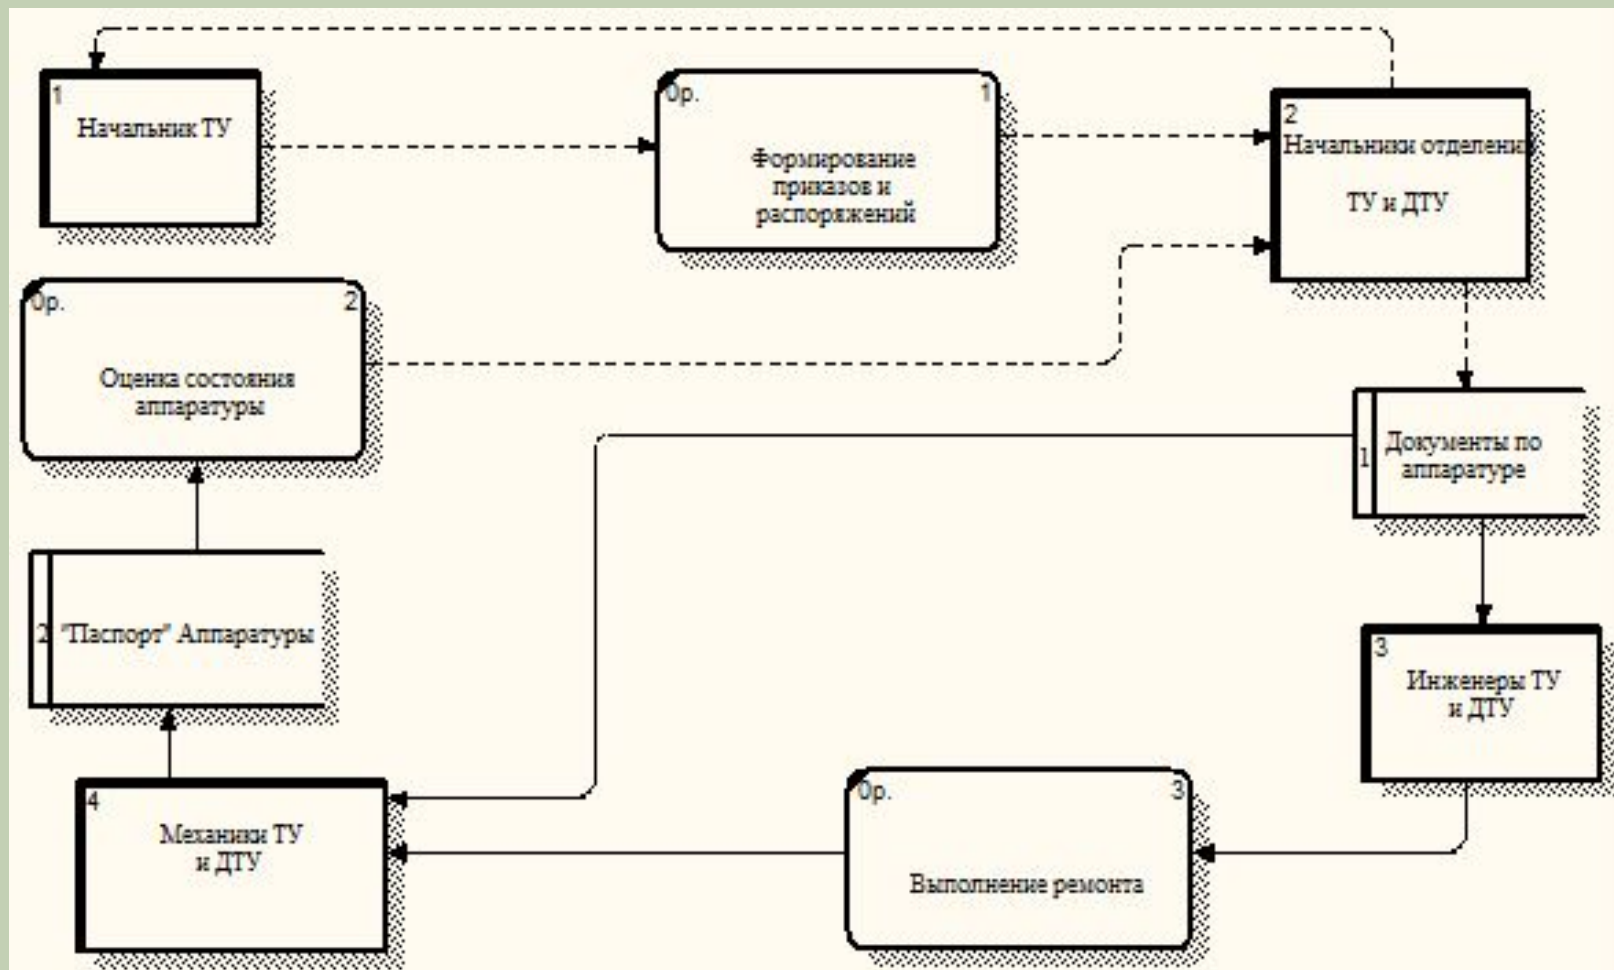 1
Начальник ТУ
0р.
1
Формирование
приказов и
распоряжений
2
Начальники отделени
ТУ и ДТУ
0р.
2
Оценка состояния
аппаратуры
1
Документы по
аппаратуре
2
"Паспорт" Аппаратуры
3
Инженеры ТУ
и ДТУ
4
Механики ТУ
и ДТУ
0р.
3
Выполнение ремонта